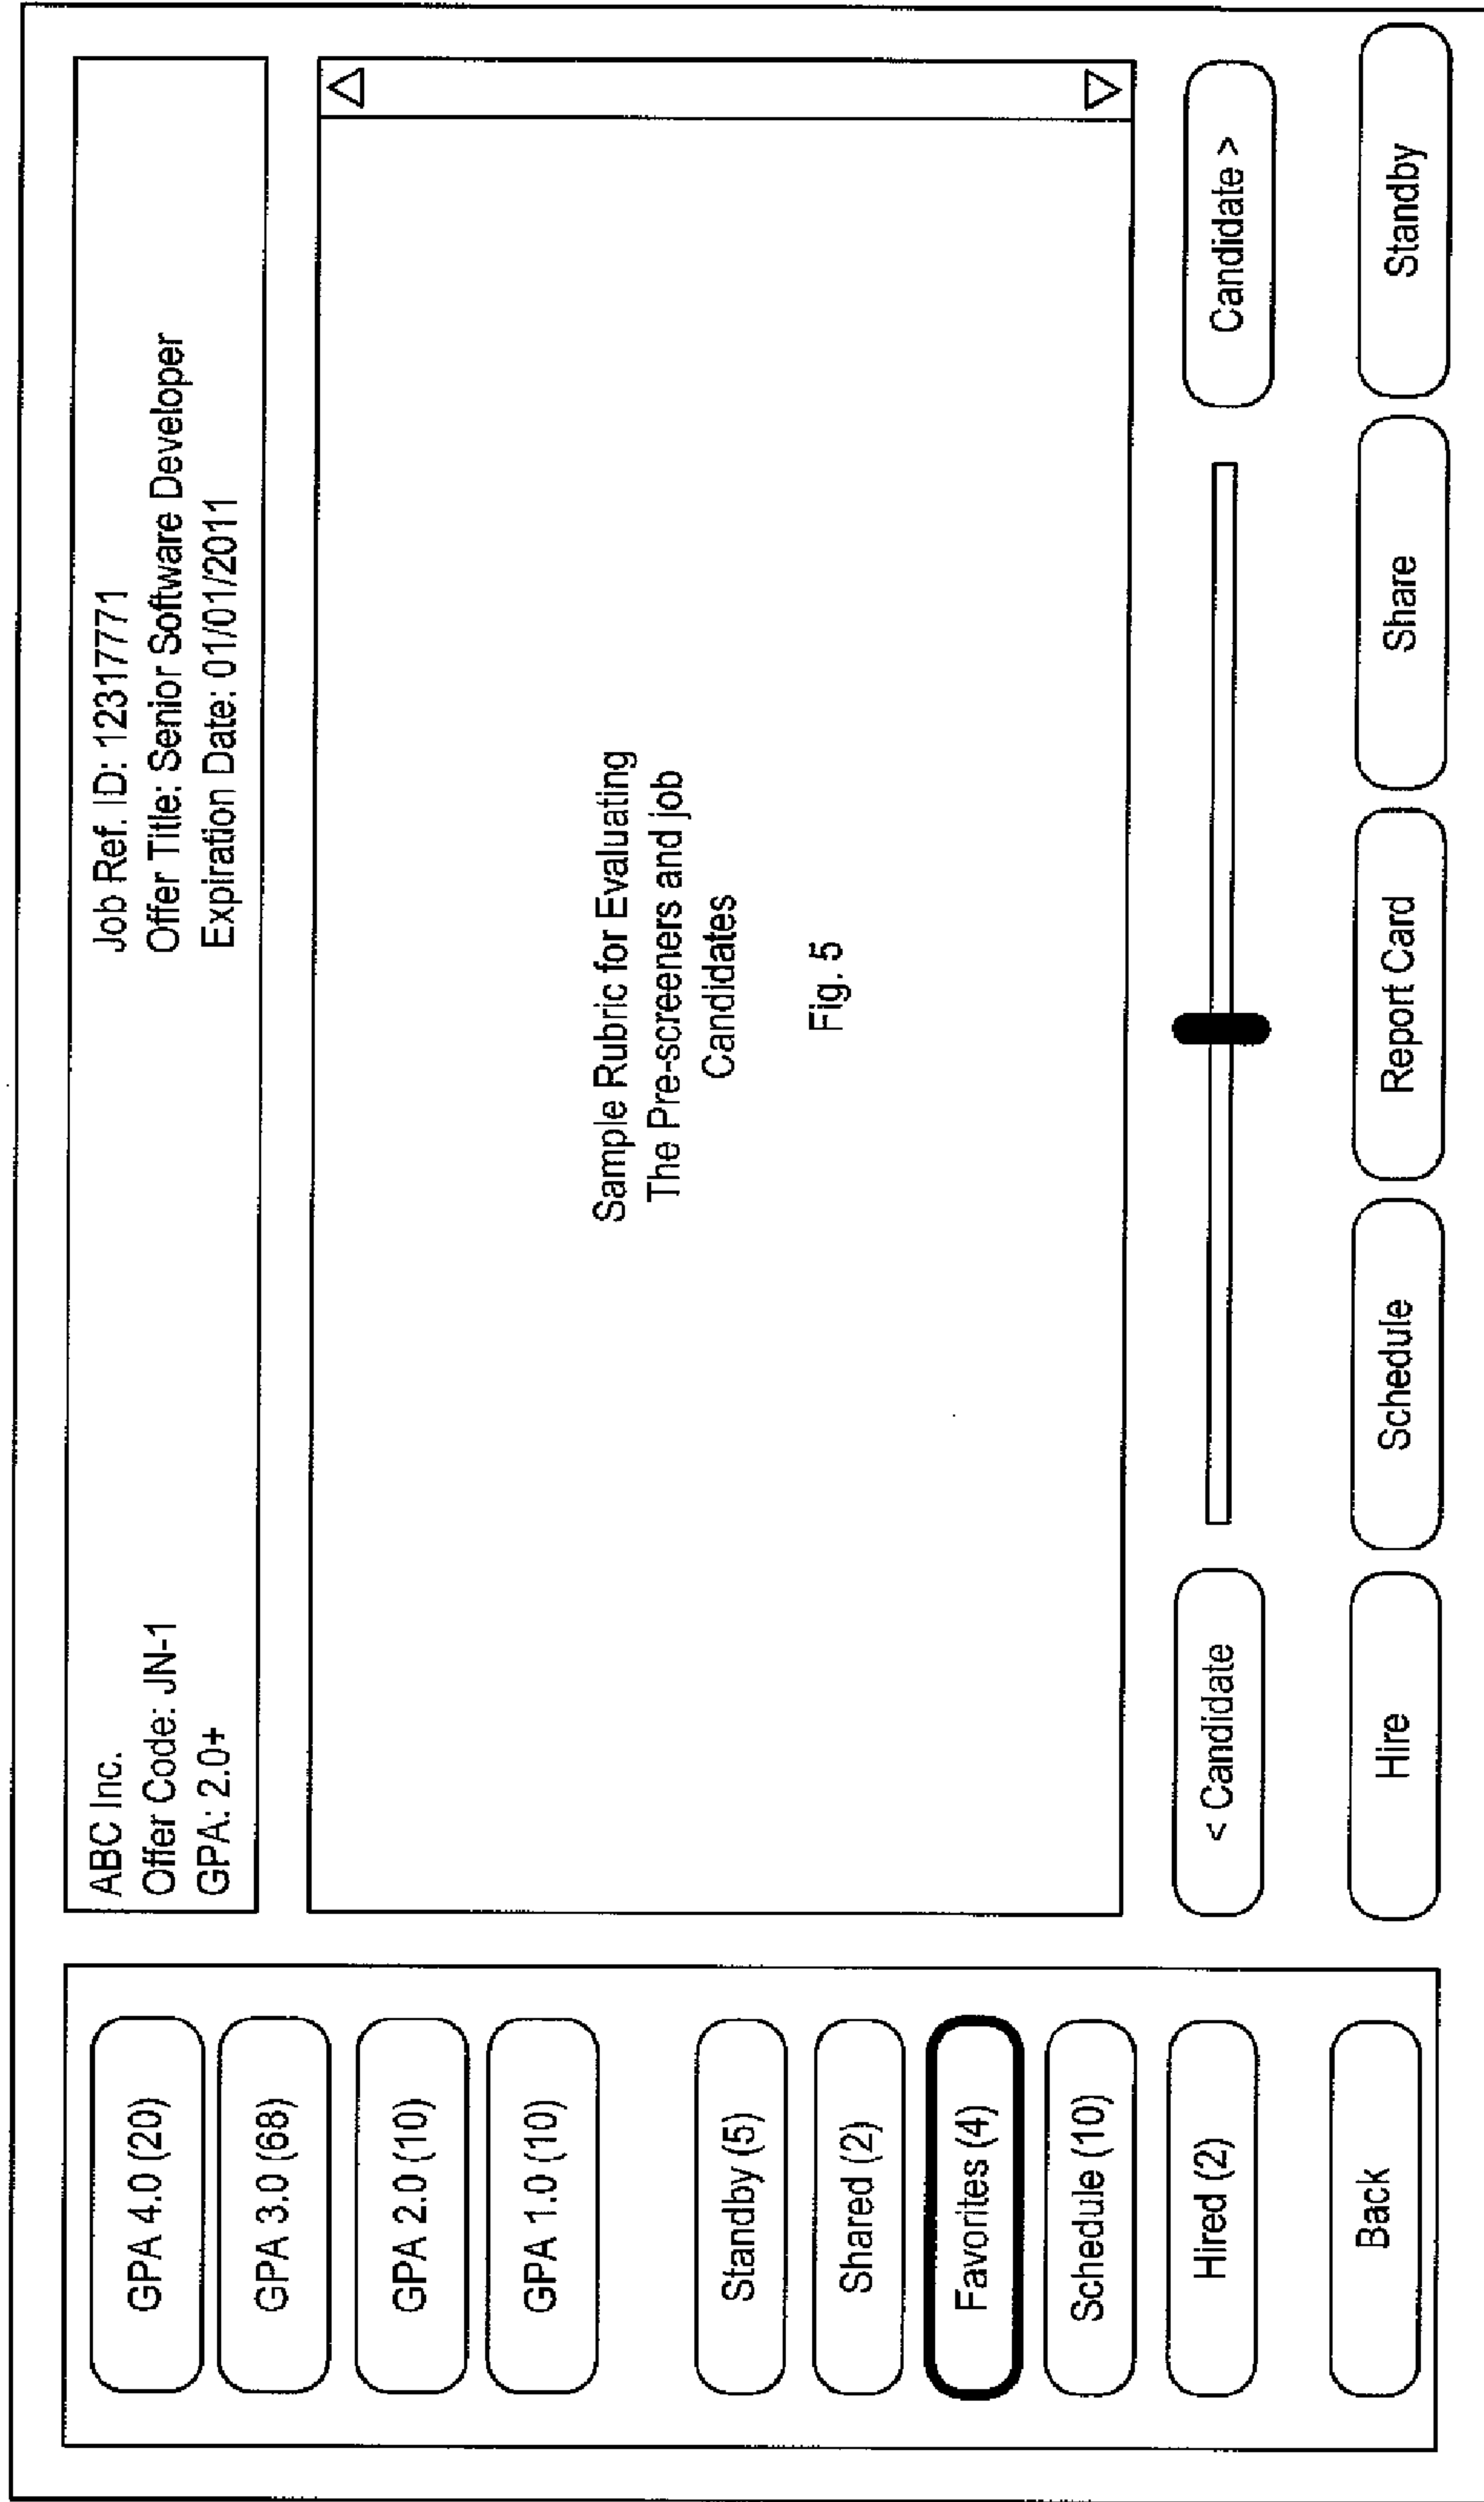 GPA 4.0 (20)
GPA 3.0 (68)
GPA 2.0 (10)
GPA 1.0 (10)
Standby (5)
Shared (2)
Favorites (4)
Schedule (10)
Hired (2)
Back
ABC Inc.
Offer Code: JN-1
GPA: 2.0+
Job Ref. ID: 1231771
Offer Title: Senior Software Developer
Expiration Date: 01/01/2011
Sample Rubric for Evaluating
The Pre-screeners and job
Candidates
Fig. 5
< Candidate
Candidate >
Hire
Schedule
Report Card
Share
Standby